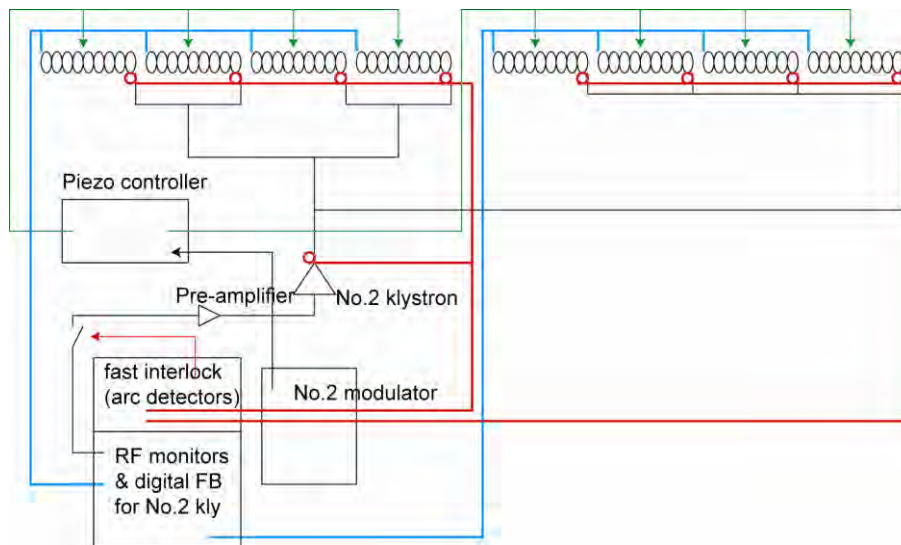 Piezo controller
Pre-amplifier
No.2 klystron
fast interlock
(arc detectors)
No.2 modulator
RF monitors
& digital FB
for No.2 kly